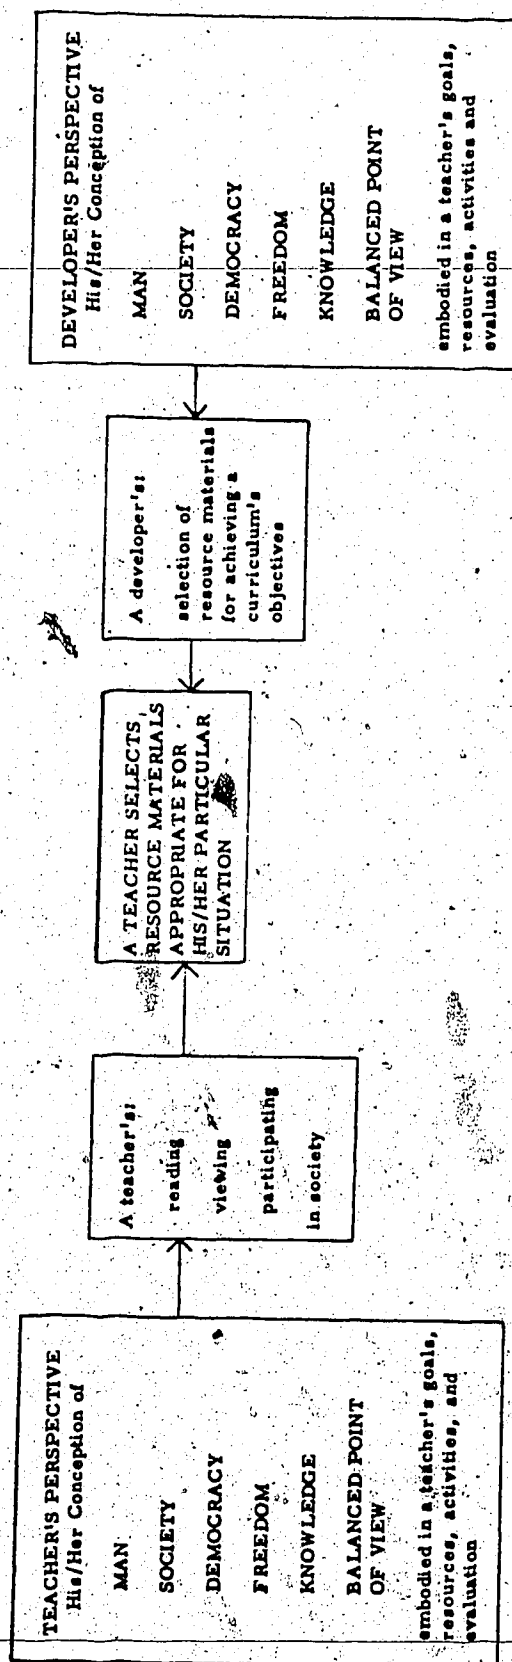 TEACHER'S PERSPECTIVE
His/Her Conception of
MAN
SOCIETY
DEMOCRACY
FREEDOM
KNOWLEDGE
BALANCED POINT
OF VIEW
embodied in a teacher's goals,
resources, activities, and
evaluation
A teacher's:
reading
viewing
participating
in society
A TEACHER SELECTS
RESOURCE MATERIALS
APPROPRIATE FOR
HIS/HER PARTICULAR
SITUATION
A developer's:
selection of
resource materials
for achieving a
curriculum's
objectives
DEVELOPER'S PERSPECTIVE
His/Her Conception of
MAN
SOCIETY
DEMOCRACY
FREEDOM
KNOWLEDGE
BALANCED POINT
OF VIEW
embodied in a teacher's goals,
resources, activities and
evaluation